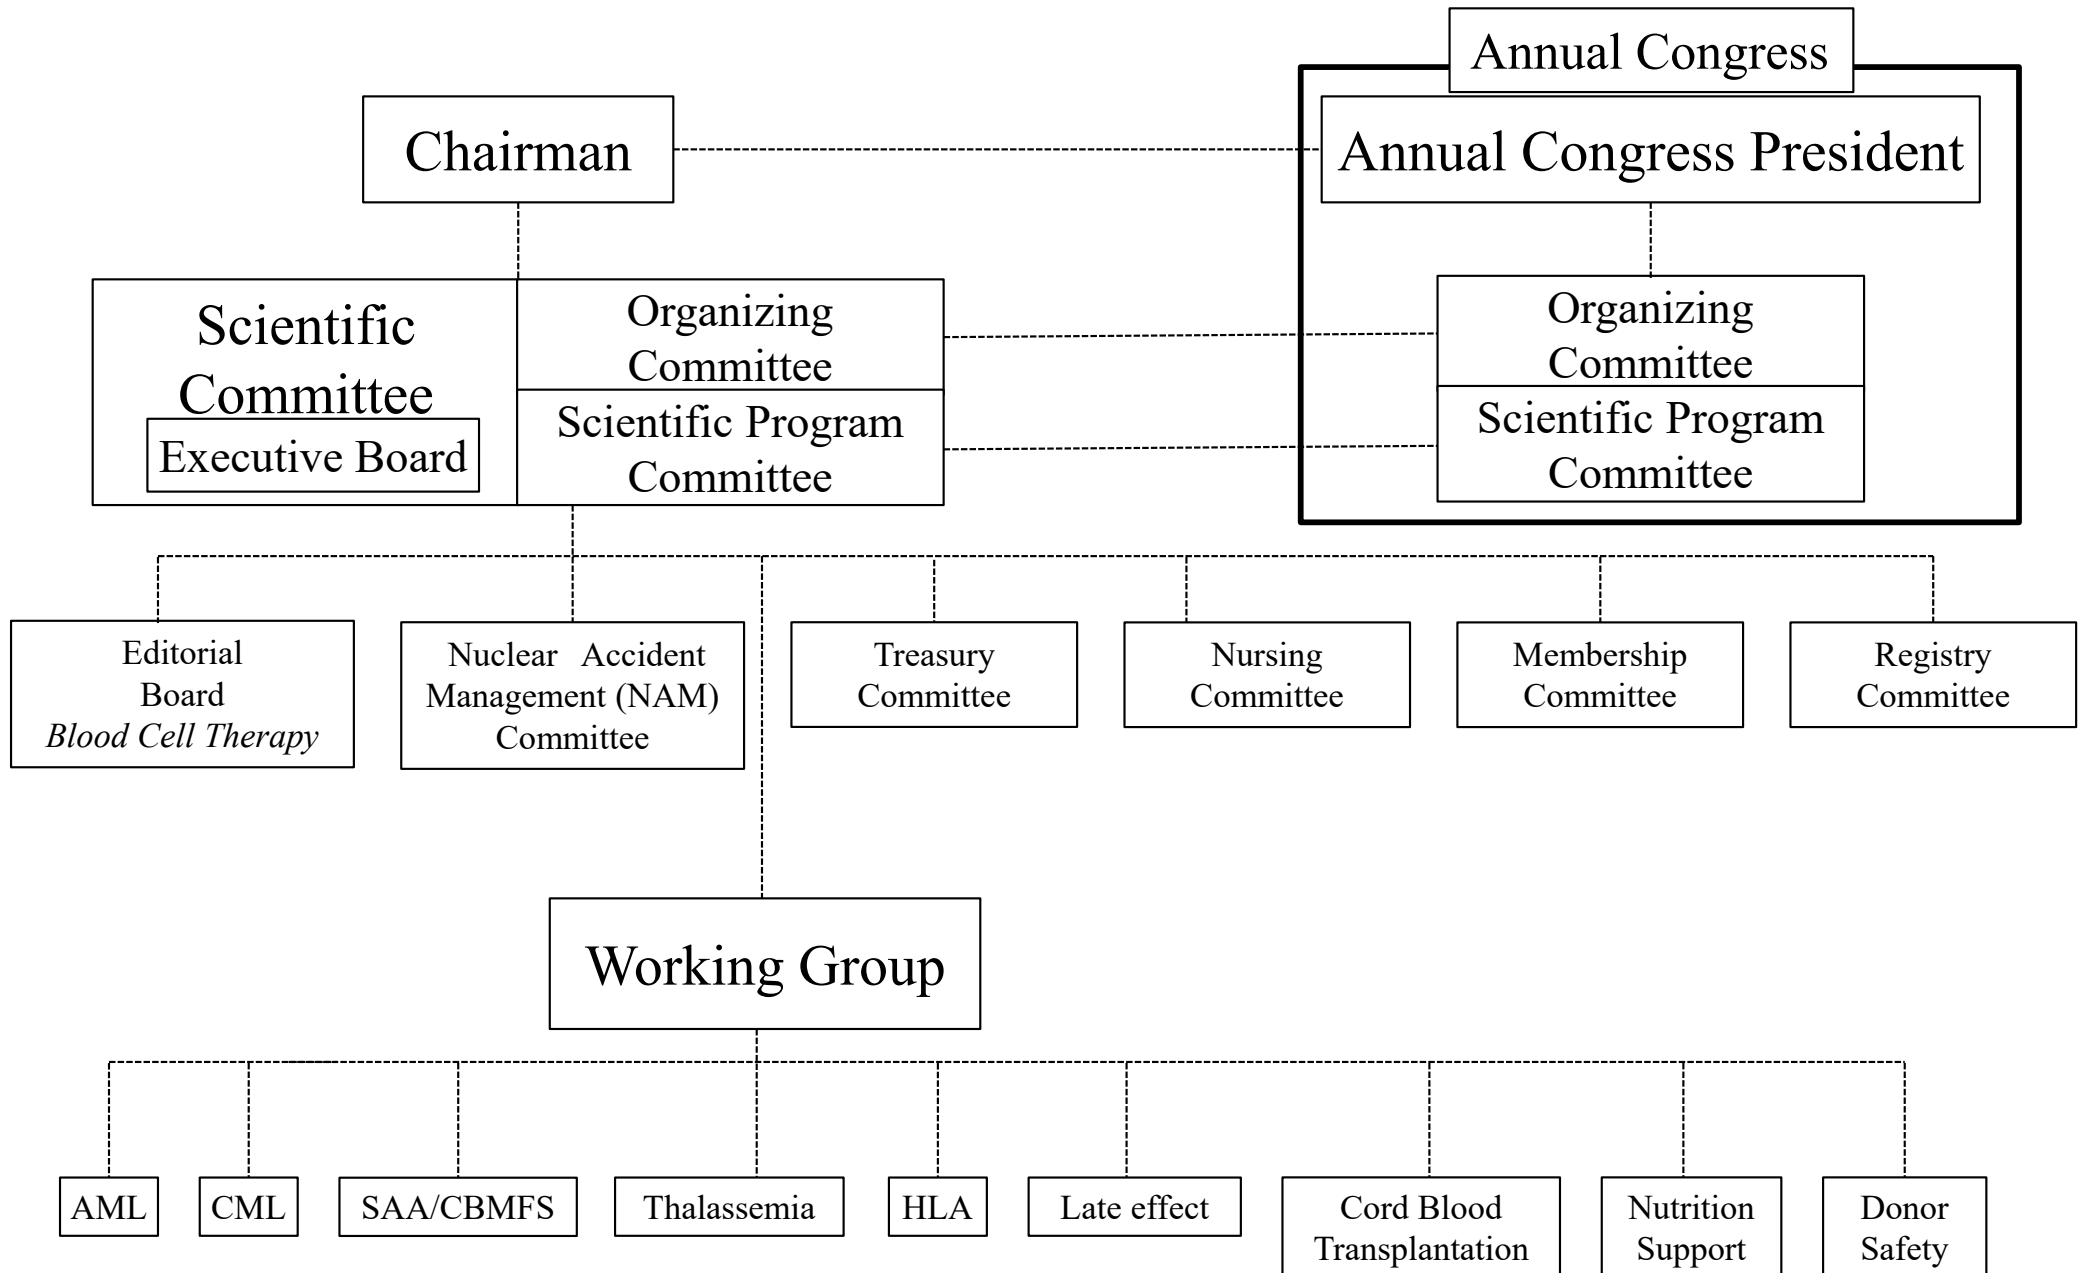 Annual Congress
Chairman
Annual Congress President
Scientific
Committee
Executive Board
Organizing
Committee
Scientific Program
Committee
Organizing
Committee
Scientific Program
Committee
Editorial
Board
Blood Cell Therapy
Nuclear Accident
Management (NAM)
Committee
Treasury
Committee
Nursing
Committee
Membership
Committee
Registry
Committee
Working Group
AML
CML
SAA/CBMFS
Thalassemia
HLA
Late effect
Cord Blood
Transplantation
Nutrition
Support
Donor
Safety